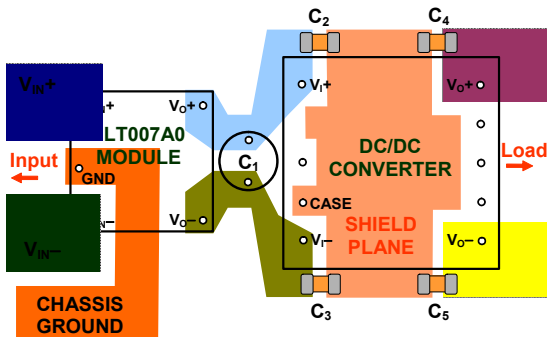 C2
C4
VIN+
VO+
VI+
VO+
LT007A0
MODULE
DC/DC
CONVERTER
Input
C1
Load
GND
CASE
VO−
SHIELD
PLANE
VI−
VO−
VIN−
CHASSIS
GROUND
C3
C5